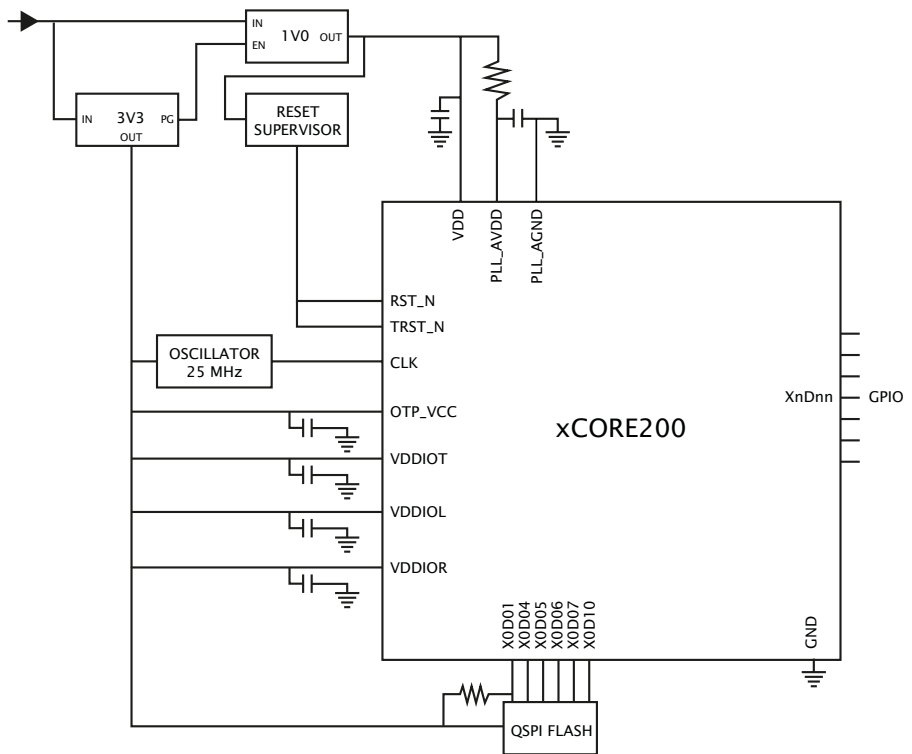 IN
1V0
OUT
EN
IN
3V3
PG
OUT
RESET
SUPERVISOR
VDD
PLL_AVDD
PLL_AGND
RST_N
TRST_N
OSCILLATOR
25 MHz
CLK
XnDnn
GPIO
OTP_VCC
xCORE200
VDDIOT
VDDIOL
VDDIOR
X0D01
X0D04
X0D05
X0D06
X0D07
X0D10
GND
QSPI FLASH